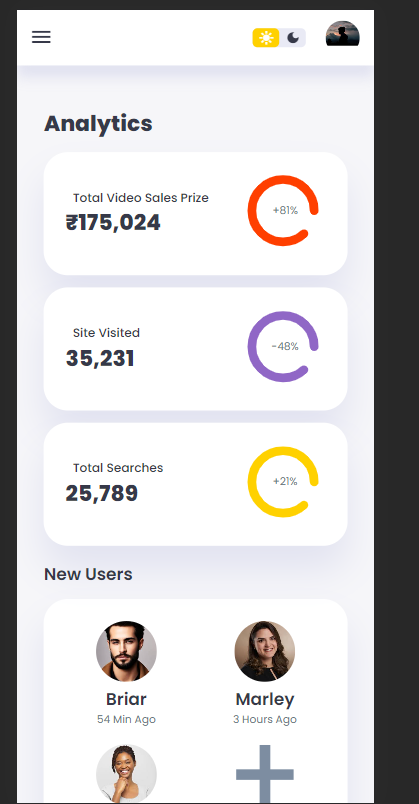 Analytics
Total Video Sales Prize
₹175,024
+81%
Site Visited
35,231
-48%
Total Searches
25,789
+21%
New Users
Briar
54 Min Ago
Marley
3 Hours Ago